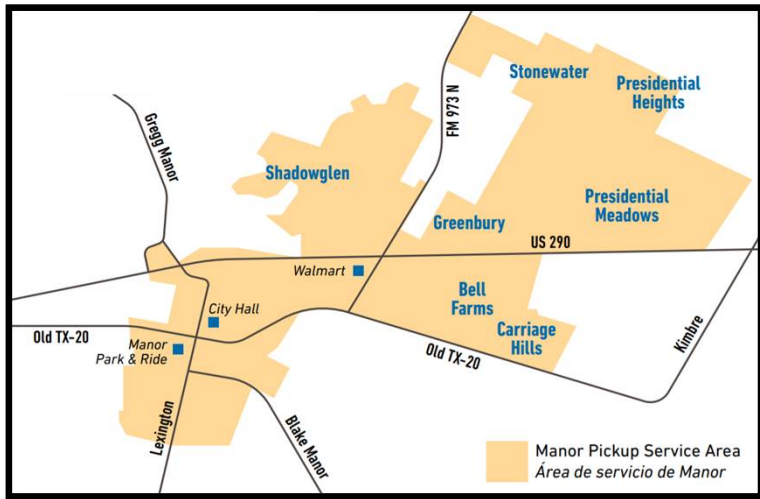 Stonewater
Presidential
Heights
FM 973 N
Gregg Manor
Shadowglen
Presidential
Meadows
Greenbury
US 290
Walmart
Bell
Farms
City Hall
Carriage
Hills
Old TX-20
Manor
Park & Ride
Old TX-20
Kimbre
Lexington
Blake Manor
Manor Pickup Service Area
Área de servicio de Manor